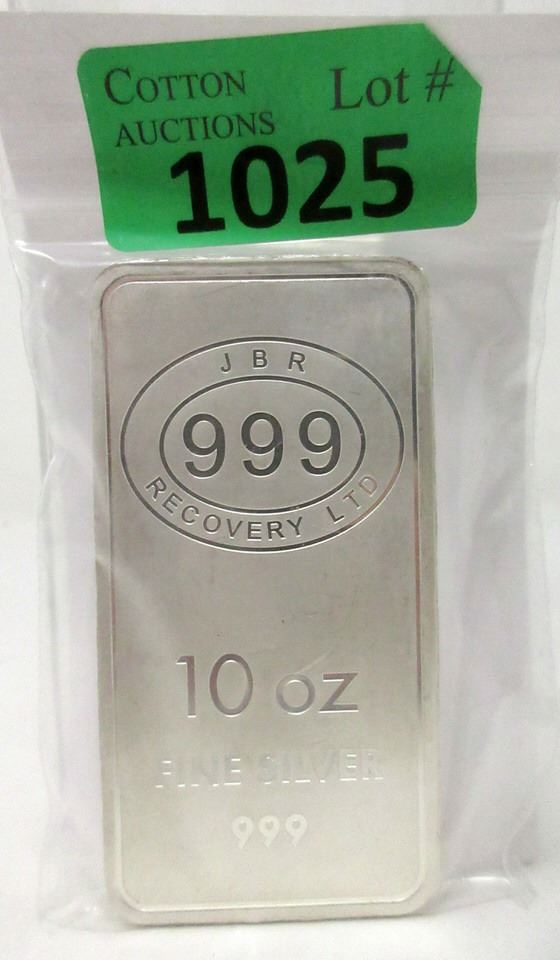 COTTON
AUCTIONS
Lot #
1025
JBR
999
RECOVERY LTD
10 oz
FINE SILVER
999